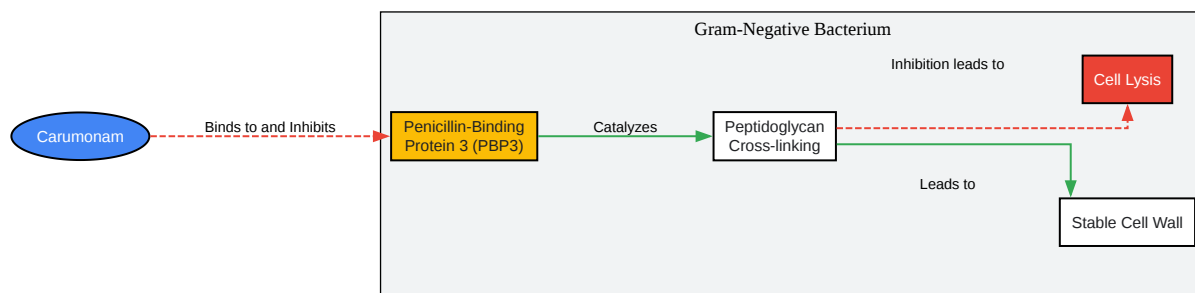 Gram-Negative Bacterium
Inhibition leads to
Cell Lysis
Carumonam
Binds to and Inhibits
Penicillin-Binding
Protein 3 (PBP3)
Catalyzes
Peptidoglycan
Cross-linking
Leads to
Stable Cell Wall